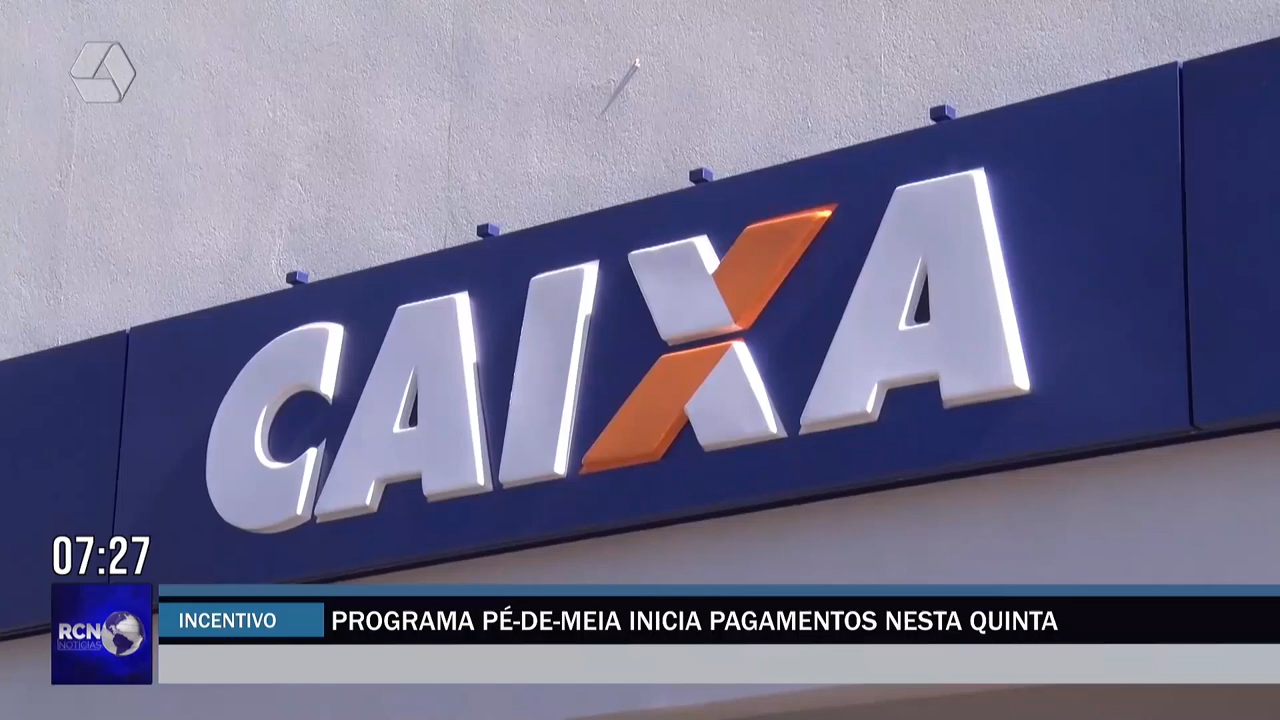 CAIXA
07:27
RCN
NOTÍCIAS
INCENTIVO
PROGRAMA PÉ-DE-MEIA INICIA PAGAMENTOS NESTA QUINTA